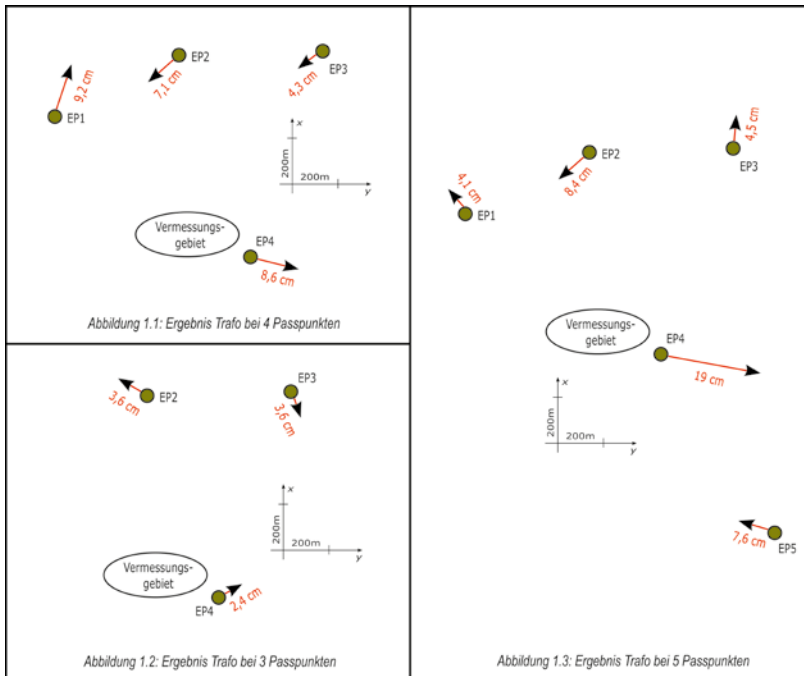 EP1
9,2 cm
EP2
7,1 cm
EP3
4,3 cm
x
200m
200m
y
Vermessungs-
gebiet
EP4
8,6 cm
Abbildung 1.1: Ergebnis Trafo bei 4 Passpunkten
EP2
3,6 cm
EP3
3,6 cm
x
200m
200m
y
Vermessungs-
gebiet
EP4
2,4 cm
Abbildung 1.2: Ergebnis Trafo bei 3 Passpunkten
EP1
4,1 cm
EP2
8,4 cm
EP3
4,5 cm
Vermessungs-
gebiet
EP4
19 cm
x
200m
200m
y
EP5
7,6 cm
Abbildung 1.3: Ergebnis Trafo bei 5 Passpunkten